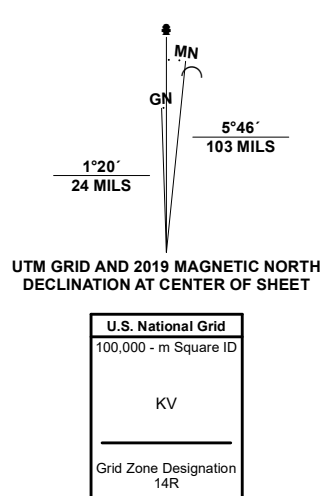 MN
GN
5°46´
103 MILS
1°20´
24 MILS
UTM GRID AND 2019 MAGNETIC NORTH
DECLINATION AT CENTER OF SHEET
U.S. National Grid
100,000 - m Square ID
KV
Grid Zone Designation
14R